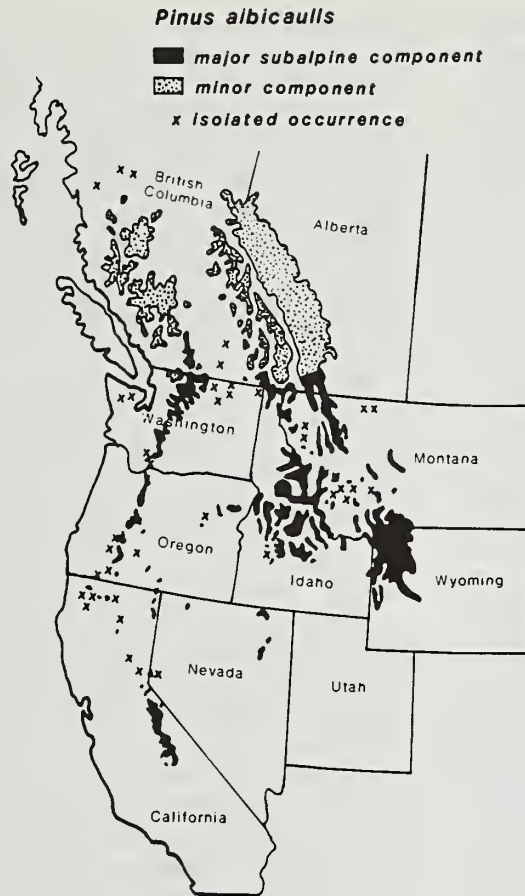 Pinus albicaulis
major subalpine component
minor component
x isolated occurrence
British
Columbia
Alberta
Washington
Montana
Oregon
Idaho
Wyoming
Nevada
Utah
California